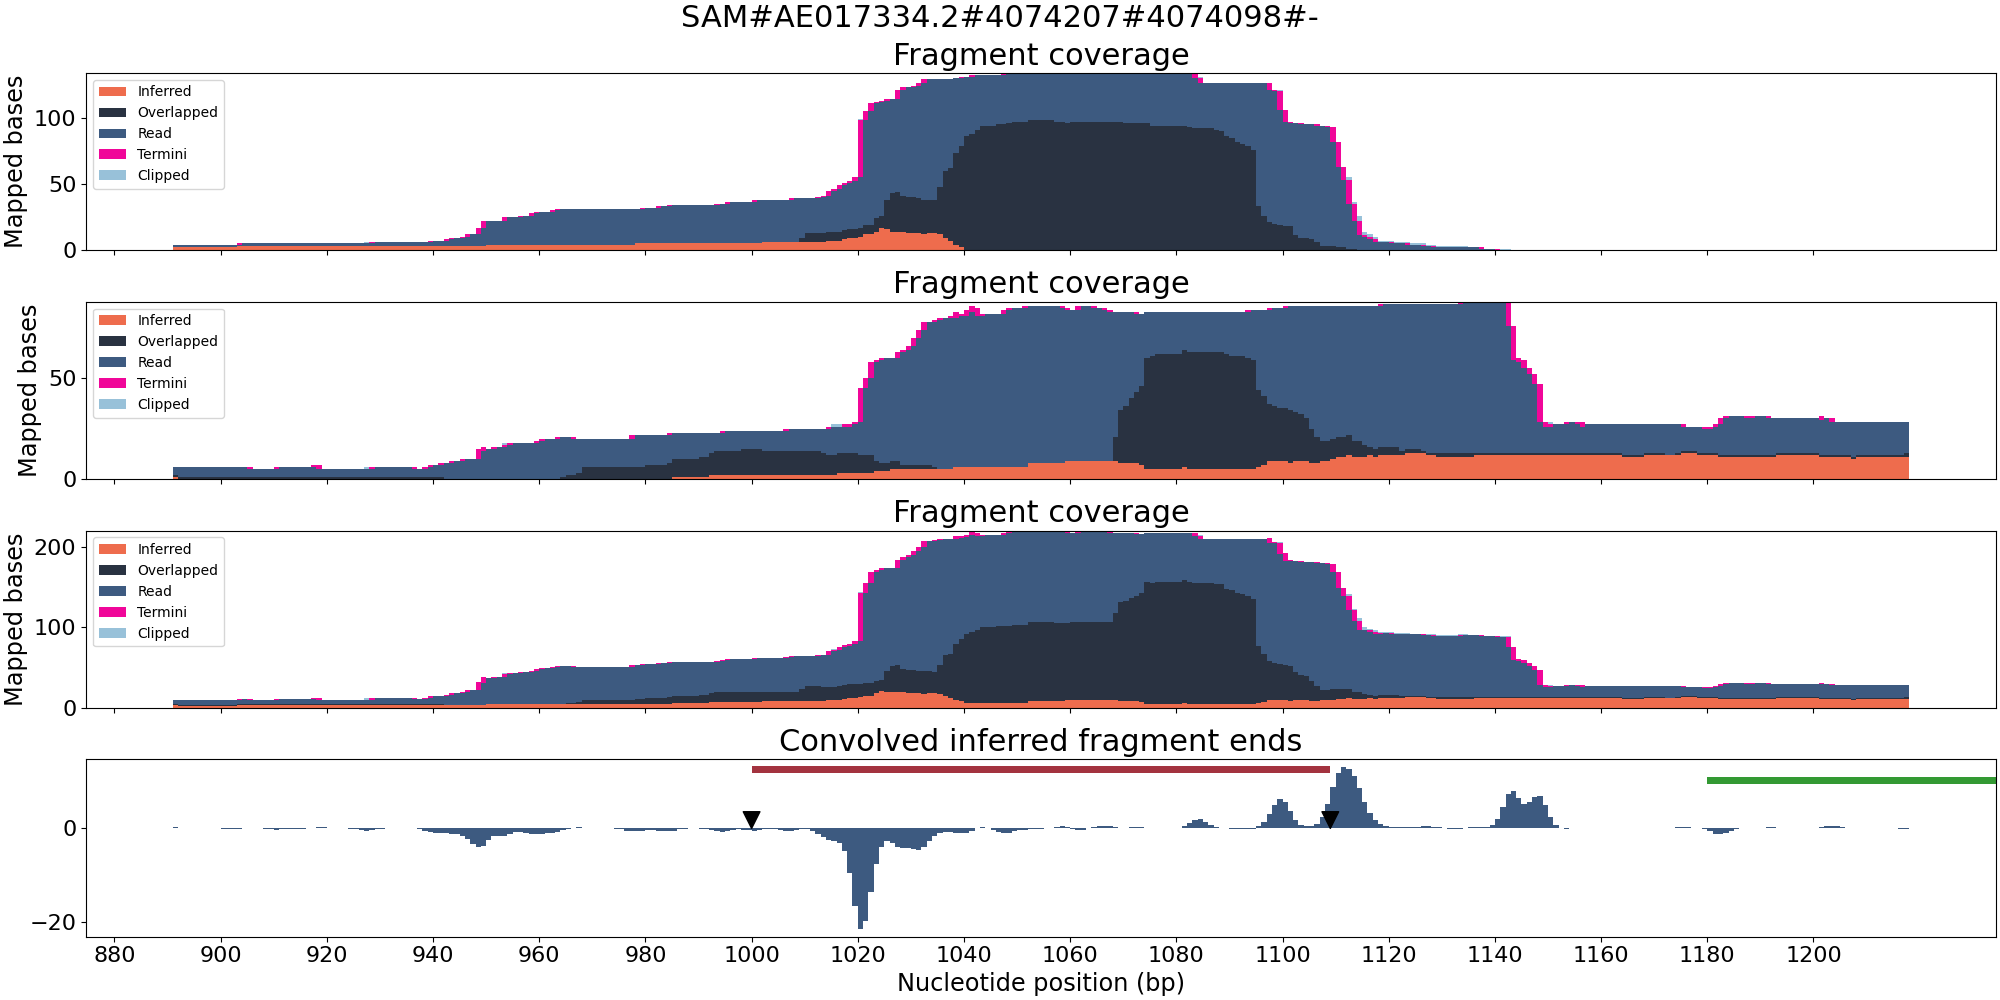 SAM#AE017334.2#4074207#4074098#-
Fragment coverage
Mapped bases
100
50
0
Inferred
Overlapped
Read
Termini
Clipped
Fragment coverage
Mapped bases
50
0
Inferred
Overlapped
Read
Termini
Clipped
Fragment coverage
Mapped bases
200
100
0
Inferred
Overlapped
Read
Termini
Clipped
Convolved inferred fragment ends
0
−20
880 900 920 940 960 980 1000 1020 1040 1060 1080 1100 1120 1140 1160 1180 1200
Nucleotide position (bp)